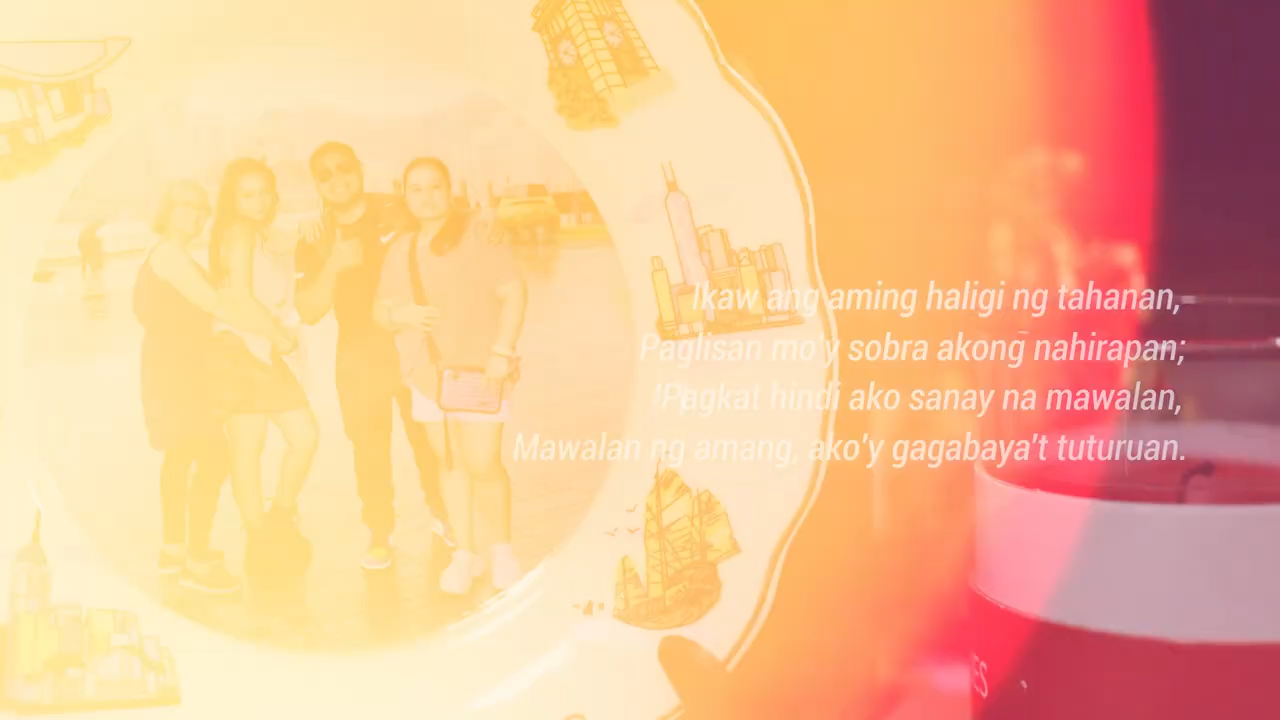 Ikaw ang aming haligi ng tahanan,
Paglisan mo'y sobra akong nahirapan;
'Pagkat hindi ako sanay na mawalan,
Mawalan ng amang, ako'y gagabaya't tuturuan.
ES